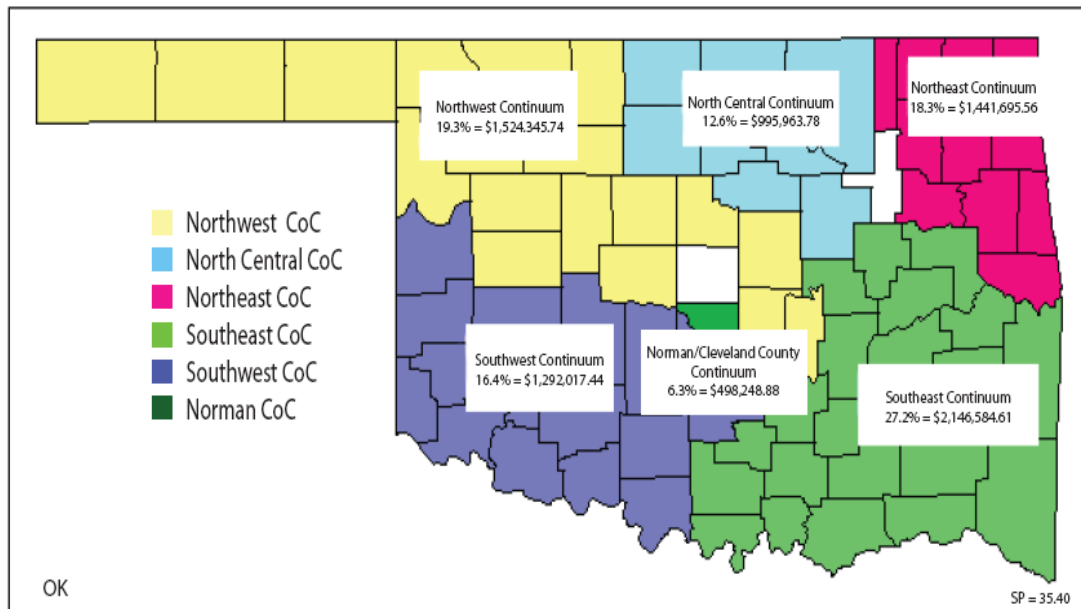 Northwest Continuum
19.3% = $1,524.345.74
North Central Continuum
12.6% = $995,963.78
Northeast Continuum
18.3% = $1,441,695.56
Northwest CoC
North Central CoC
Northeast CoC
Southeast CoC
Southwest CoC
Norman CoC
Southwest Continuum
16.4% = $1,292,017.44
Norman/Cleveland County
Continuum
6.3% = $498,248.88
Southeast Continuum
27.2% = $2,146,584.61
OK
SP = 35.40